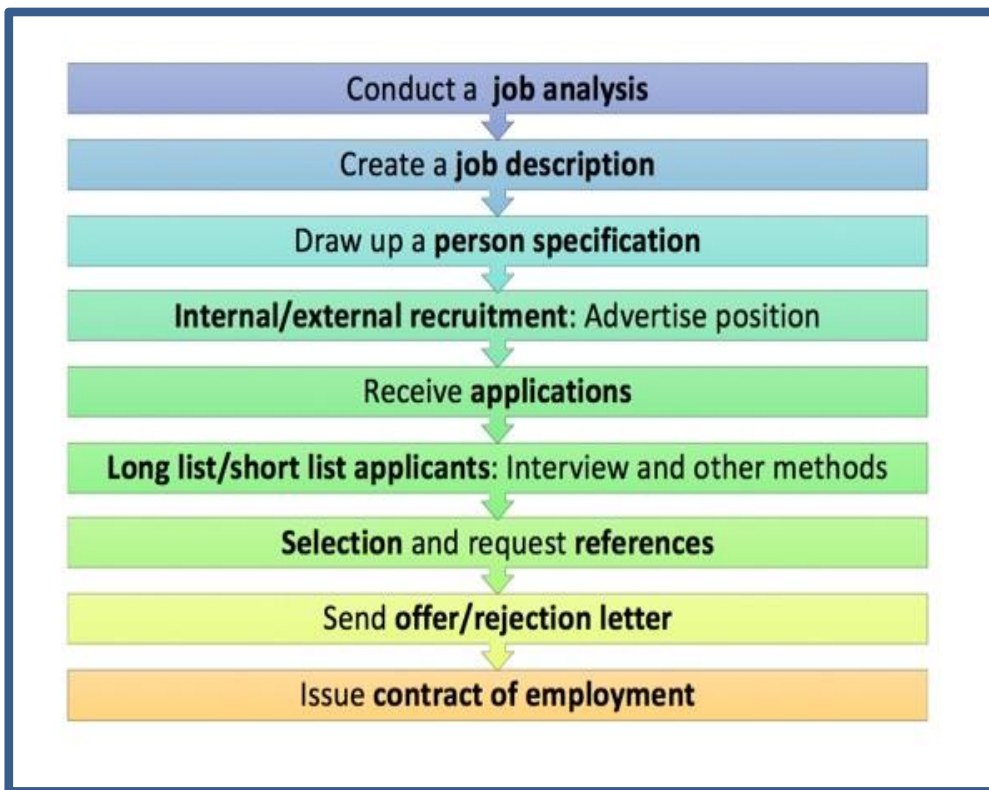 Conduct a job analysis
Create a job description
Draw up a person specification
Internal/external recruitment: Advertise position
Receive applications
Long list/short list applicants: Interview and other methods
Selection and request references
Send offer/rejection letter
Issue contract of employment